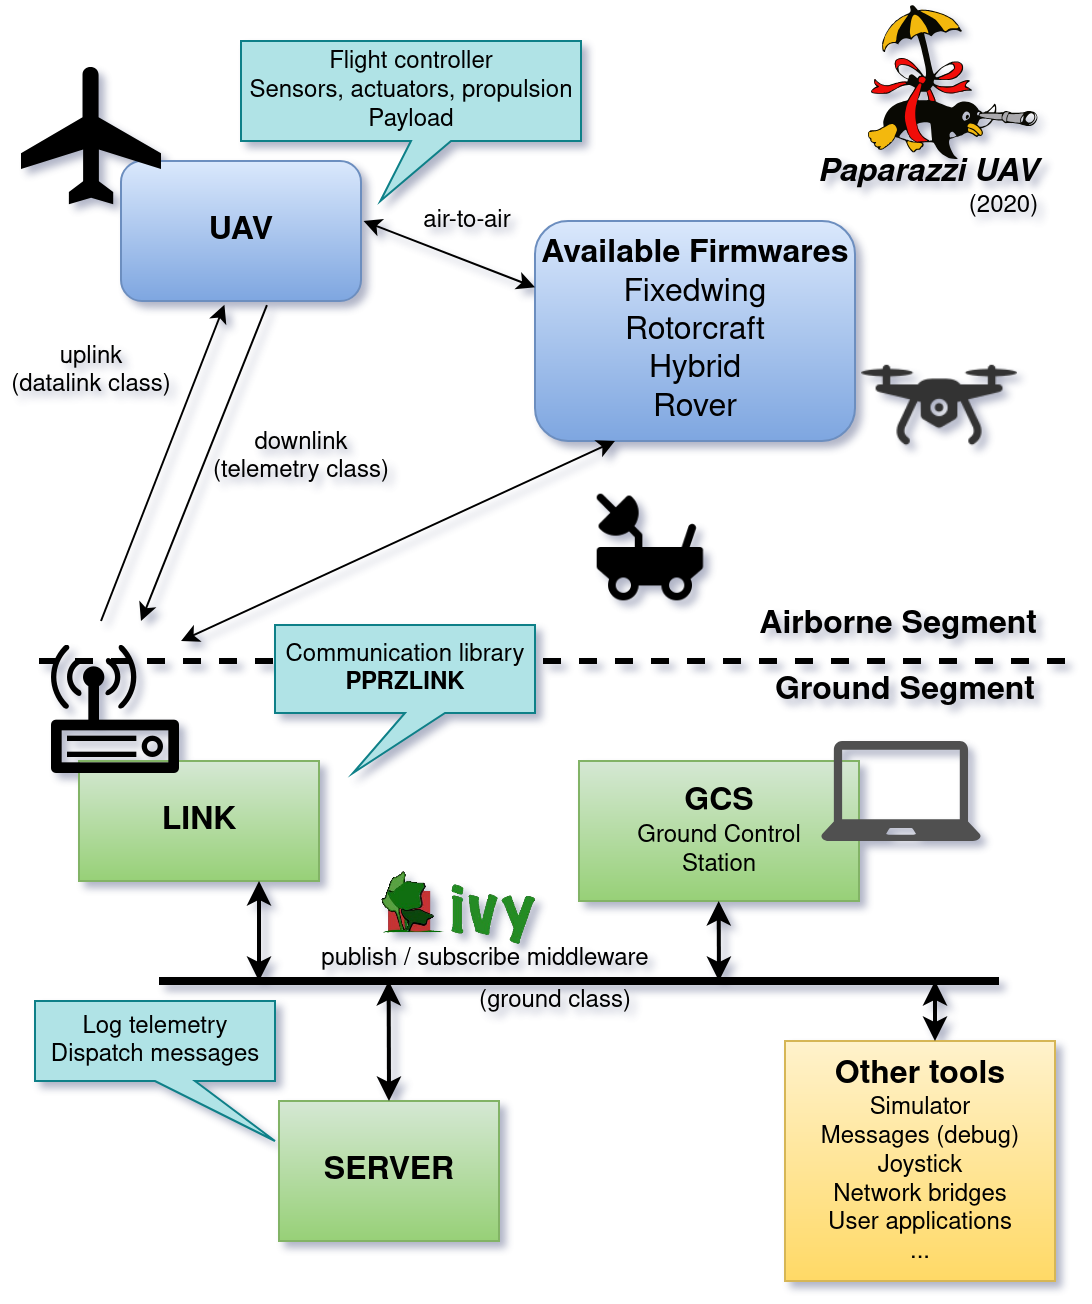 Flight controller
Sensors, actuators, propulsion
Payload
Paparazzi UAV
(2020)
UAV
air-to-air
Available Firmwares
Fixedwing
Rotorcraft
Hybrid
Rover
uplink
(datalink class)
downlink
(telemetry class)
Airborne Segment
Communication library
PPRZLINK
Ground Segment
LINK
GCS
Ground Control
Station
ivy
publish / subscribe middleware
(ground class)
Log telemetry
Dispatch messages
SERVER
Other tools
Simulator
Messages (debug)
Joystick
Network bridges
User applications
...